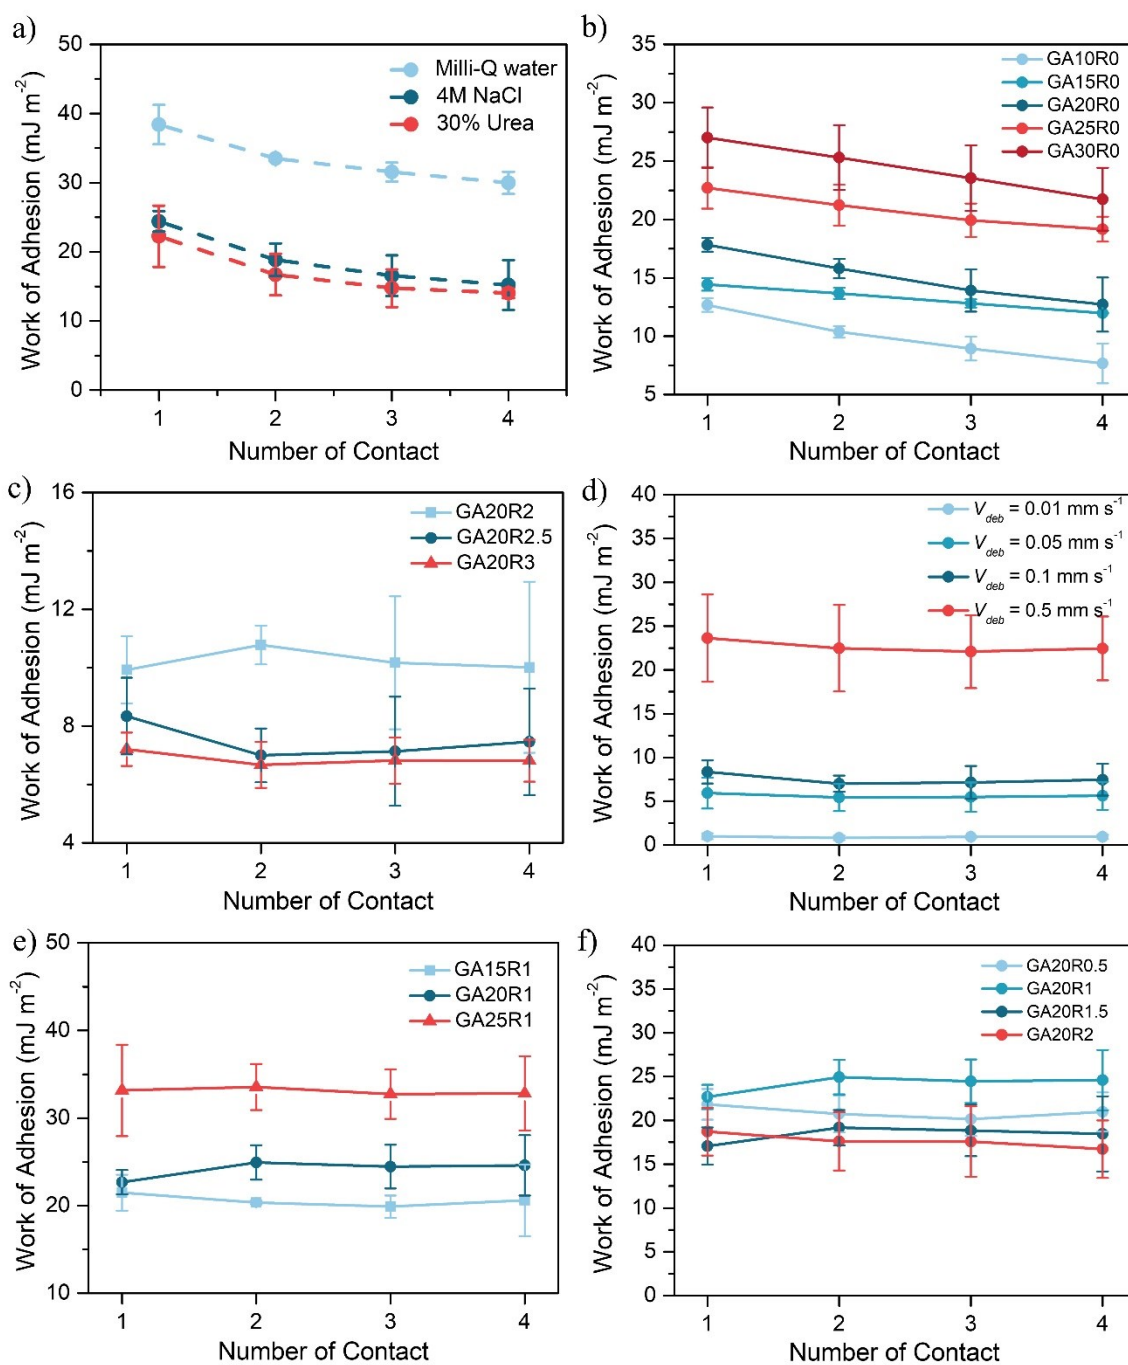 a)
50
40
30
20
10
0
Work of Adhesion (mJ m⁻²)
Milli-Q water
4M NaCl
30% Urea
1 2 3 4
Number of Contact
b)
35
30
25
20
15
10
5
Work of Adhesion (mJ m⁻²)
GA10R0
GA15R0
GA20R0
GA25R0
GA30R0
1 2 3 4
Number of Contact
c)
16
12
8
4
Work of Adhesion (mJ m⁻²)
GA20R2
GA20R2.5
GA20R3
1 2 3 4
Number of Contact
d)
40
35
30
25
20
15
10
5
0
Work of Adhesion (mJ m⁻²)
V_deb = 0.01 mm s⁻¹
V_deb = 0.05 mm s⁻¹
V_deb = 0.1 mm s⁻¹
V_deb = 0.5 mm s⁻¹
1 2 3 4
Number of Contact
e)
50
40
30
20
10
Work of Adhesion (mJ m⁻²)
GA15R1
GA20R1
GA25R1
1 2 3 4
Number of Contact
f)
40
35
30
25
20
15
10
5
0
Work of Adhesion (mJ m⁻²)
GA20R0.5
GA20R1
GA20R1.5
GA20R2
1 2 3 4
Number of Contact